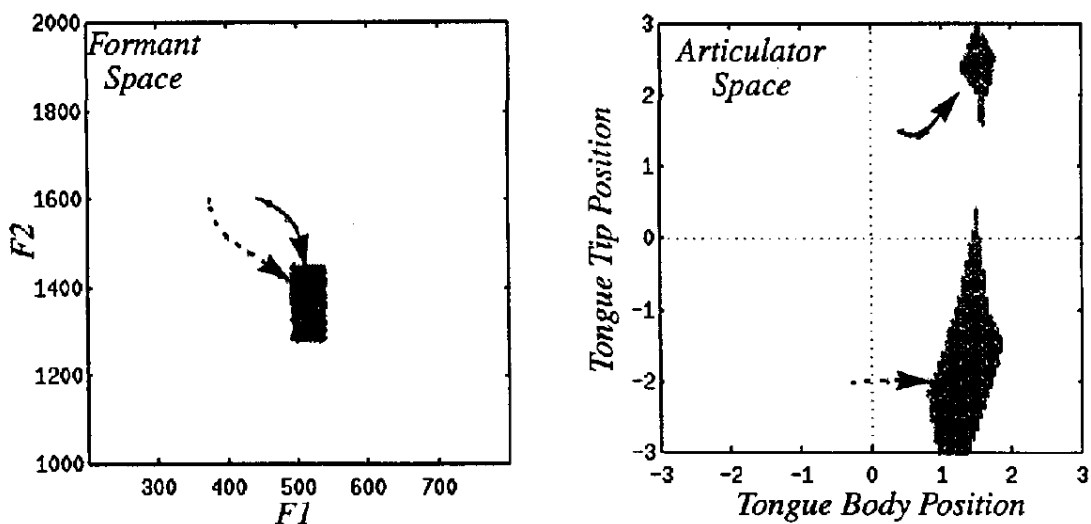 Formant
Space
2000
1800
1600
1400
1200
1000
F2
300 400 500 600 700
F1
Articulator
Space
3
2
1
0
-1
-2
-3
Tongue Tip Position
-3 -2 -1 0 1 2 3
Tongue Body Position